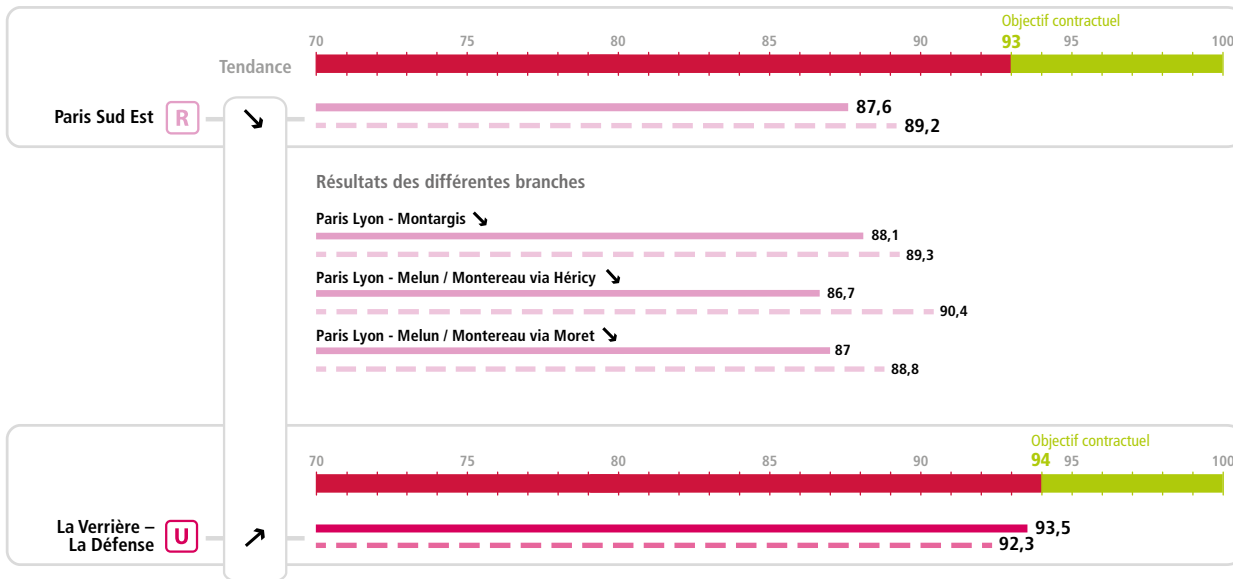 Objectif contractuel
70 75 80 85 90 93 95 100
Tendance
Paris Sud Est R
87,6
89,2
Résultats des différentes branches
Paris Lyon - Montargis
88,1
89,3
Paris Lyon - Melun / Montereau via Héricy
86,7
90,4
Paris Lyon - Melun / Montereau via Moret
87
88,8
Objectif contractuel
70 75 80 85 90 94 95 100
La Verrière –
La Défense U
93,5
92,3